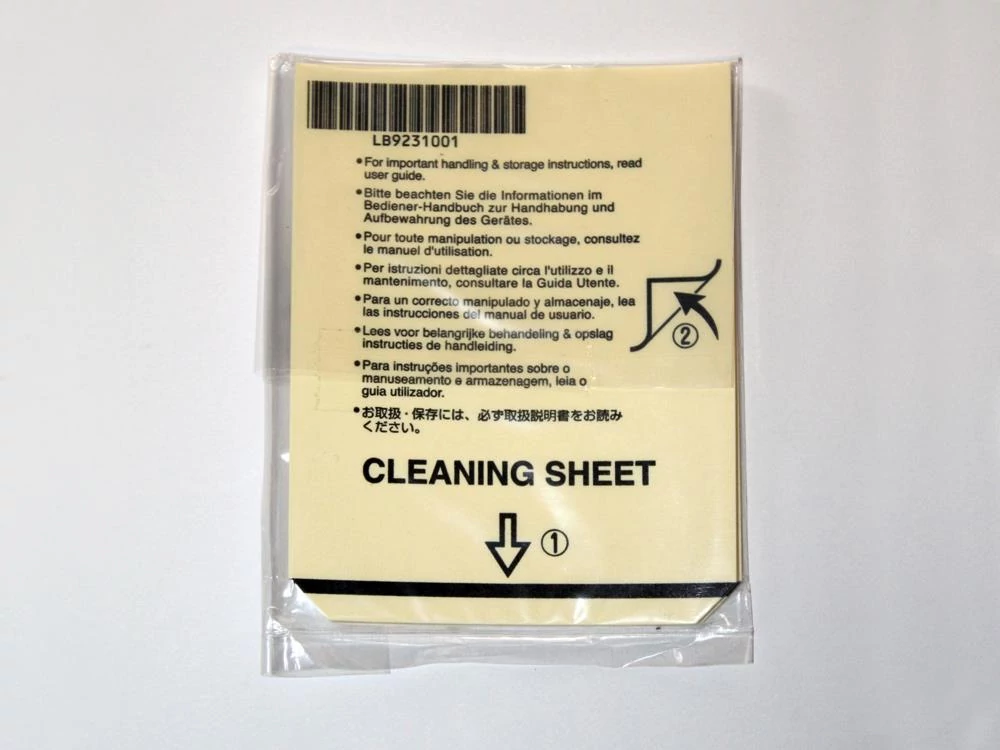 LB9231001
•For important handling & storage instructions, read
user guide.
•Bitte beachten Sie die Informationen im
Bediener-Handbuch zur Handhabung und
Aufbewahrung des Gerätes.
•Pour toute manipulation ou stockage, consultez
le manuel d'utilisation.
•Per istruzioni dettagliate circa l'utilizzo e il
mantenimento, consultare la Guida Utente.
•Para un correcto manipulado y almacenaje, lea
las instrucciones del manual de usuario.
•Lees voor belangrijke behandeling & opslag
instructies de handleiding.
•Para instruções importantes sobre o
manuseamento e armazenagem, leia o
guia utilizador.
•お取扱・保存には、必ず取扱説明書をお読み
ください。
②
CLEANING SHEET
①